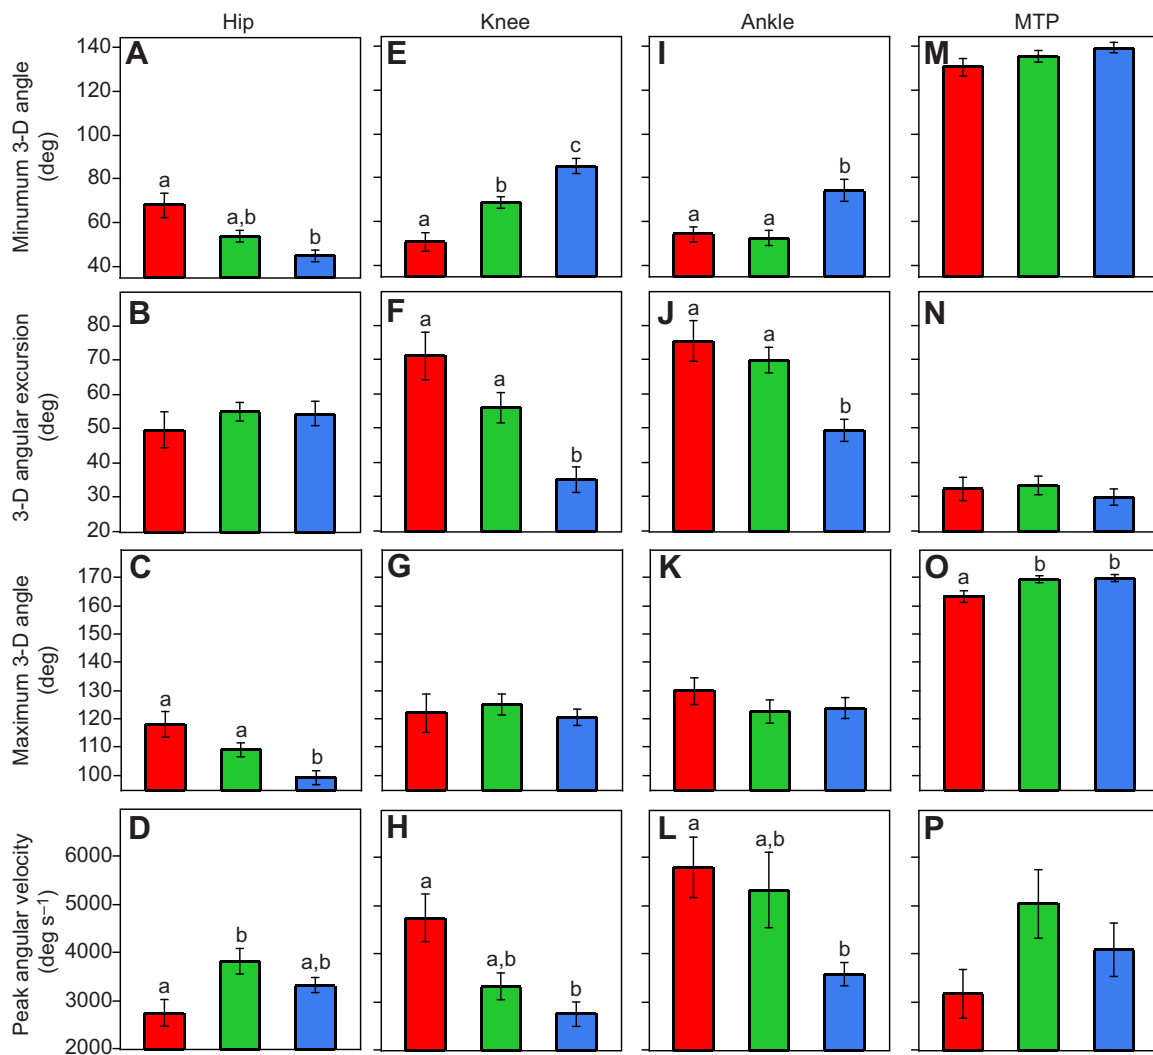 Hip Knee Ankle MTP
A E I M
Minumum 3-D angle
(deg)
140
120
100
80
60
40
a a,b b
a b c
a a b
B F J N
3-D angular excursion
(deg)
80
70
60
50
40
30
20
a a b
a a b
C G K O
Maximum 3-D angle
(deg)
170
160
150
140
130
120
110
100
a a b
a b b
D H L P
Peak angular velocity
(deg s⁻¹)
6000
5000
4000
3000
2000
a b a,b
a a,b b
a a,b b